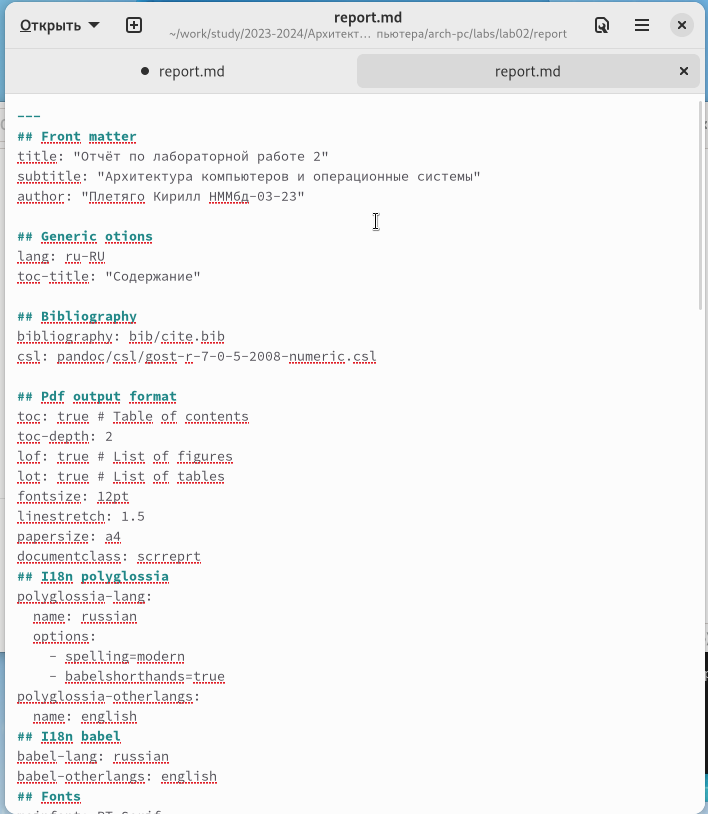 Открыть
report.md
~/work/study/2023-2024/Архитект… пьютера/arch-pc/labs/lab02/report
report.md
report.md
---
## Front matter
title: "Отчёт по лабораторной работе 2"
subtitle: "Архитектура компьютеров и операционные системы"
author: "Плетяго Кирилл НММбд-03-23"
## Generic otions
lang: ru-RU
toc-title: "Содержание"
## Bibliography
bibliography: bib/cite.bib
csl: pandoc/csl/gost-r-7-0-5-2008-numeric.csl
## Pdf output format
toc: true # Table of contents
toc-depth: 2
lof: true # List of figures
lot: true # List of tables
fontsize: 12pt
linestretch: 1.5
papersize: a4
documentclass: scrreprt
## I18n polyglossia
polyglossia-lang:
name: russian
options:
- spelling=modern
- babelshorthands=true
polyglossia-otherlangs:
name: english
## I18n babel
babel-lang: russian
babel-otherlangs: english
## Fonts